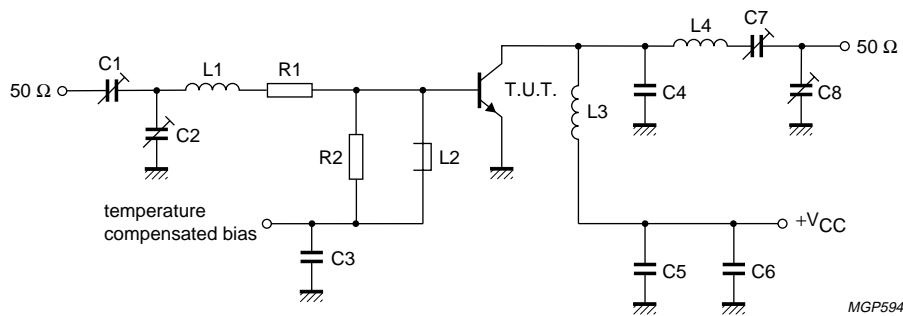 C1
L1
R1
50 Ω
C2
R2
L2
temperature
compensated bias
C3
T.U.T.
L3
L4
C7
50 Ω
C4
C8
+VCC
C5
C6
MGP594